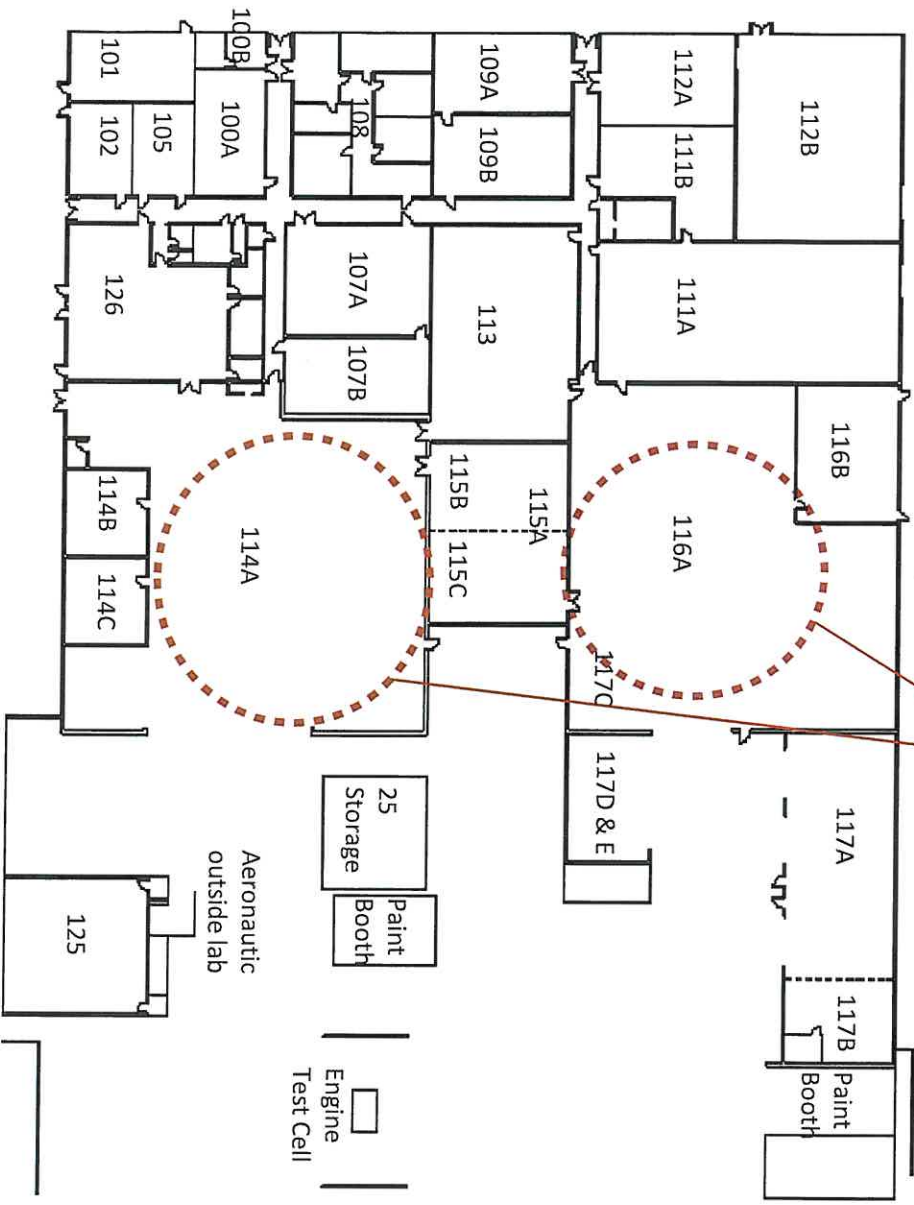 101
102
105
100B
100A
108
109A
109B
112A
111B
112B
126
107A
107B
113
111A
116B
114B
114C
114A
115B
115A
115C
116A
117C
117D & E
117A
117B
Paint
Booth
25
Storage
Paint
Booth
Aeronautic
outside lab
125
Engine
Test Cell